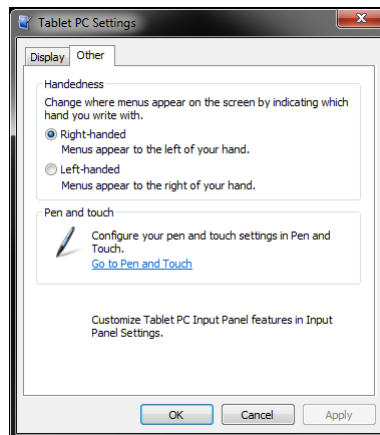 Tablet PC Settings
Display Other
Handedness
Change where menus appear on the screen by indicating which
hand you write with.
Right-handed
Menus appear to the left of your hand.
Left-handed
Menus appear to the right of your hand.
Pen and touch
Configure your pen and touch settings in Pen and
Touch.
Go to Pen and Touch
Customize Tablet PC Input Panel features in Input
Panel Settings.
OK Cancel Apply